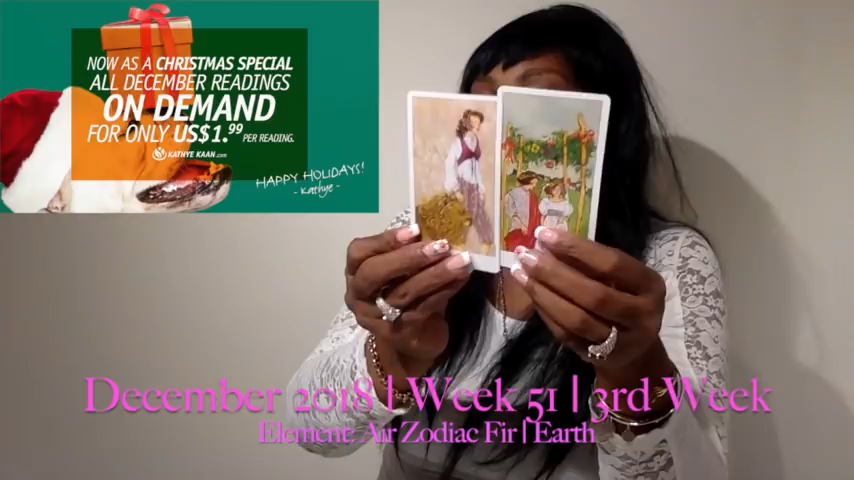 NOW AS A CHRISTMAS SPECIAL
ALL DECEMBER READINGS
ON DEMAND
FOR ONLY US$1.99 PER READING.
KATHYE KAAN.com
HAPPY HOLIDAYS!
- Kathye -
December 2018 | Week 51 | 3rd Week
Element: Air Zodiac Fir | Earth